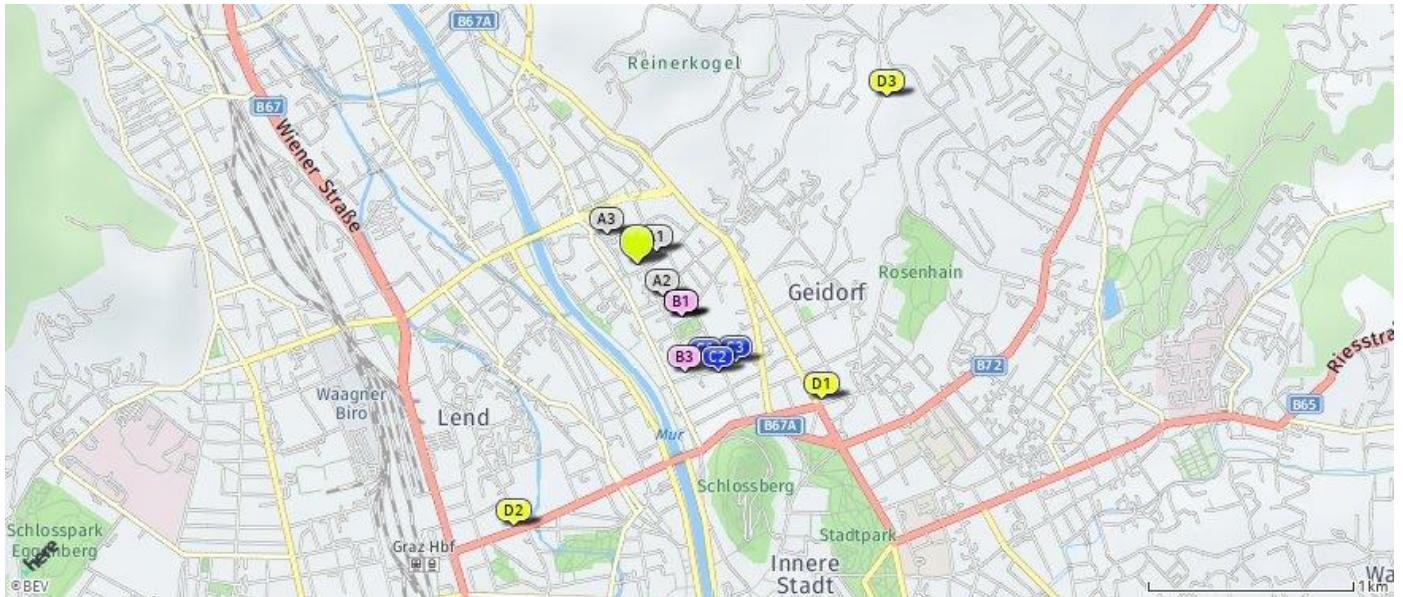 B67A
Reinerkogel
D3
B67
Wiener Straße
A3
1
A2
B1
Rosenhain
Geidorf
B3
C2
3
D1
B72
Riesstra
B65
Waagner
Biro
Lend
Mur
B67A
Schlossberg
D2
Stadtpark
Schlosspark
Eggenberg
here
Graz Hbf
Innere
Stadt
©BEV
1km
Wa